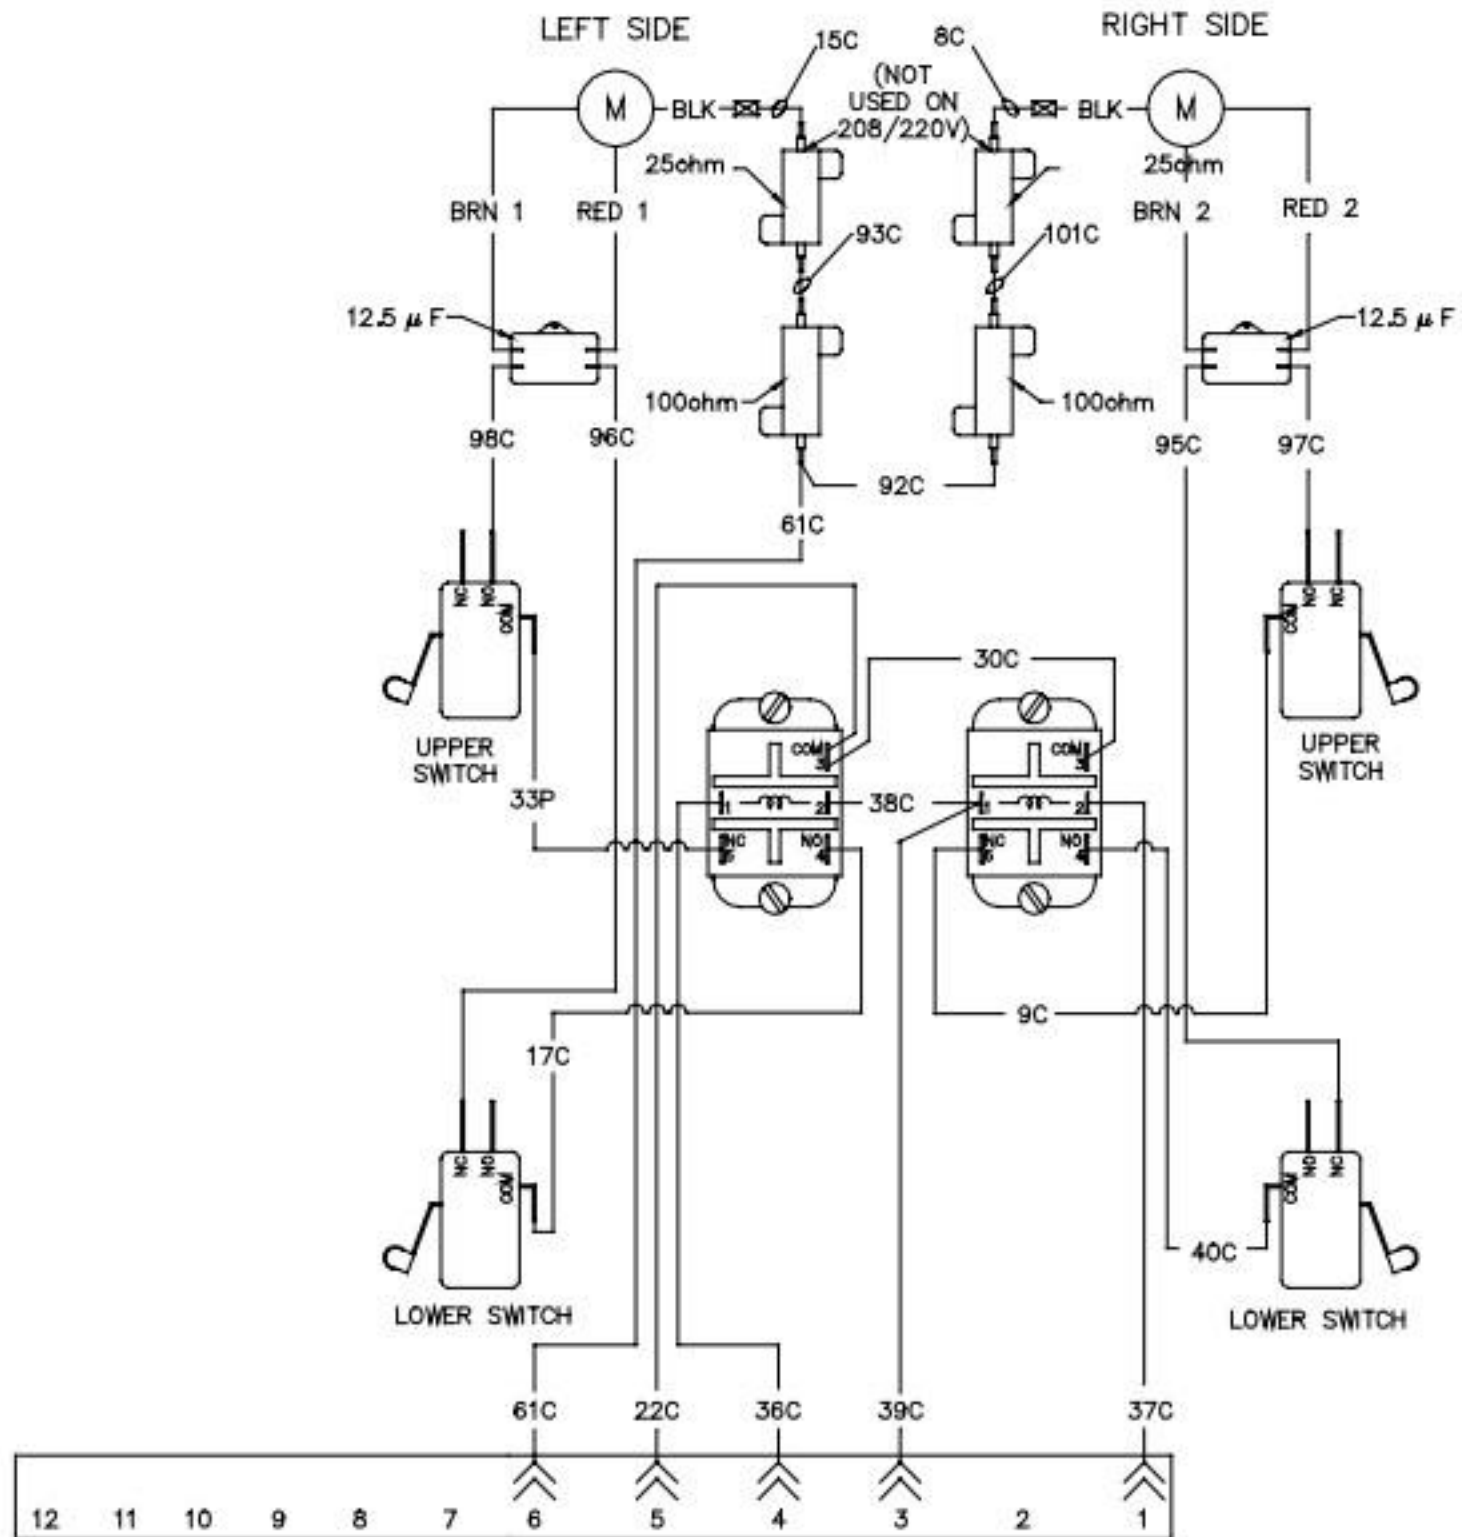 LEFT SIDE
RIGHT SIDE
15C
8C
(NOT
USED ON
208/220V)
M
BLK
BLK
M
25ohm
25ohm
BRN 1
RED 1
BRN 2
RED 2
93C
101C
12.5 µ F
12.5 µ F
100ohm
100ohm
98C
96C
95C
97C
92C
61C
NC
NO
COM
NO
NC
COM
30C
UPPER
SWITCH
UPPER
SWITCH
COM
3
COM
3
33P
1
2
38C
1
2
NC
5
NO
4
NC
5
NO
4
9C
17C
NC
NO
COM
NO
NC
COM
40C
LOWER SWITCH
LOWER SWITCH
61C
22C
36C
39C
37C
12 11 10 9 8 7 6 5 4 3 2 1